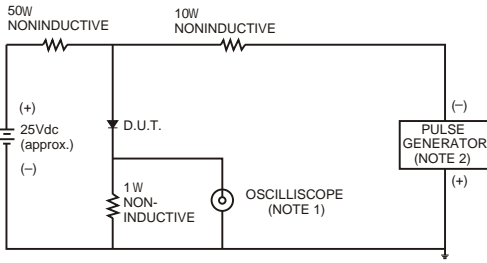 50W
NONINDUCTIVE
10W
NONINDUCTIVE
(+)
25Vdc
(approx.)
(–)
D.U.T.
1 W
NON-
INDUCTIVE
OSCILLISCOPE
(NOTE 1)
(–)
PULSE
GENERATOR
(NOTE 2)
(+)